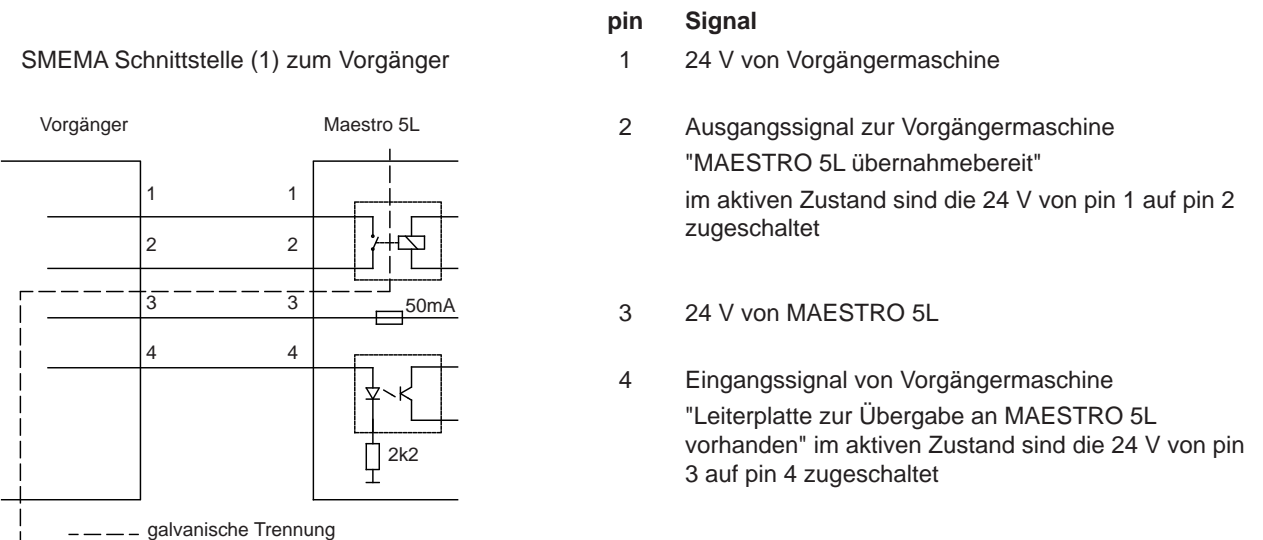 SMEMA Schnittstelle (1) zum Vorgänger
Vorgänger
Maestro 5L
1
1
2
2
3
3
50mA
4
4
2k2
galvanische Trennung
pin Signal
1 24 V von Vorgängermaschine
2 Ausgangssignal zur Vorgängermaschine
"MAESTRO 5L übernahmebereit"
im aktiven Zustand sind die 24 V von pin 1 auf pin 2
zugeschaltet
3 24 V von MAESTRO 5L
4 Eingangssignal von Vorgängermaschine
"Leiterplatte zur Übergabe an MAESTRO 5L
vorhanden" im aktiven Zustand sind die 24 V von pin
3 auf pin 4 zugeschaltet